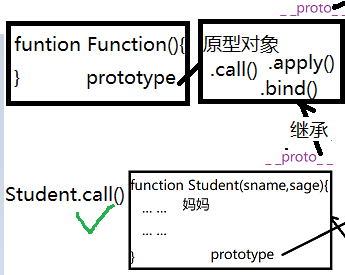 __proto__
funtion Function(){
}
prototype
原型对象
.call() .apply()
.bind()
继承
__proto__
Student.call()
function Student(sname,sage){
... ... 妈妈
... ...
}
prototype